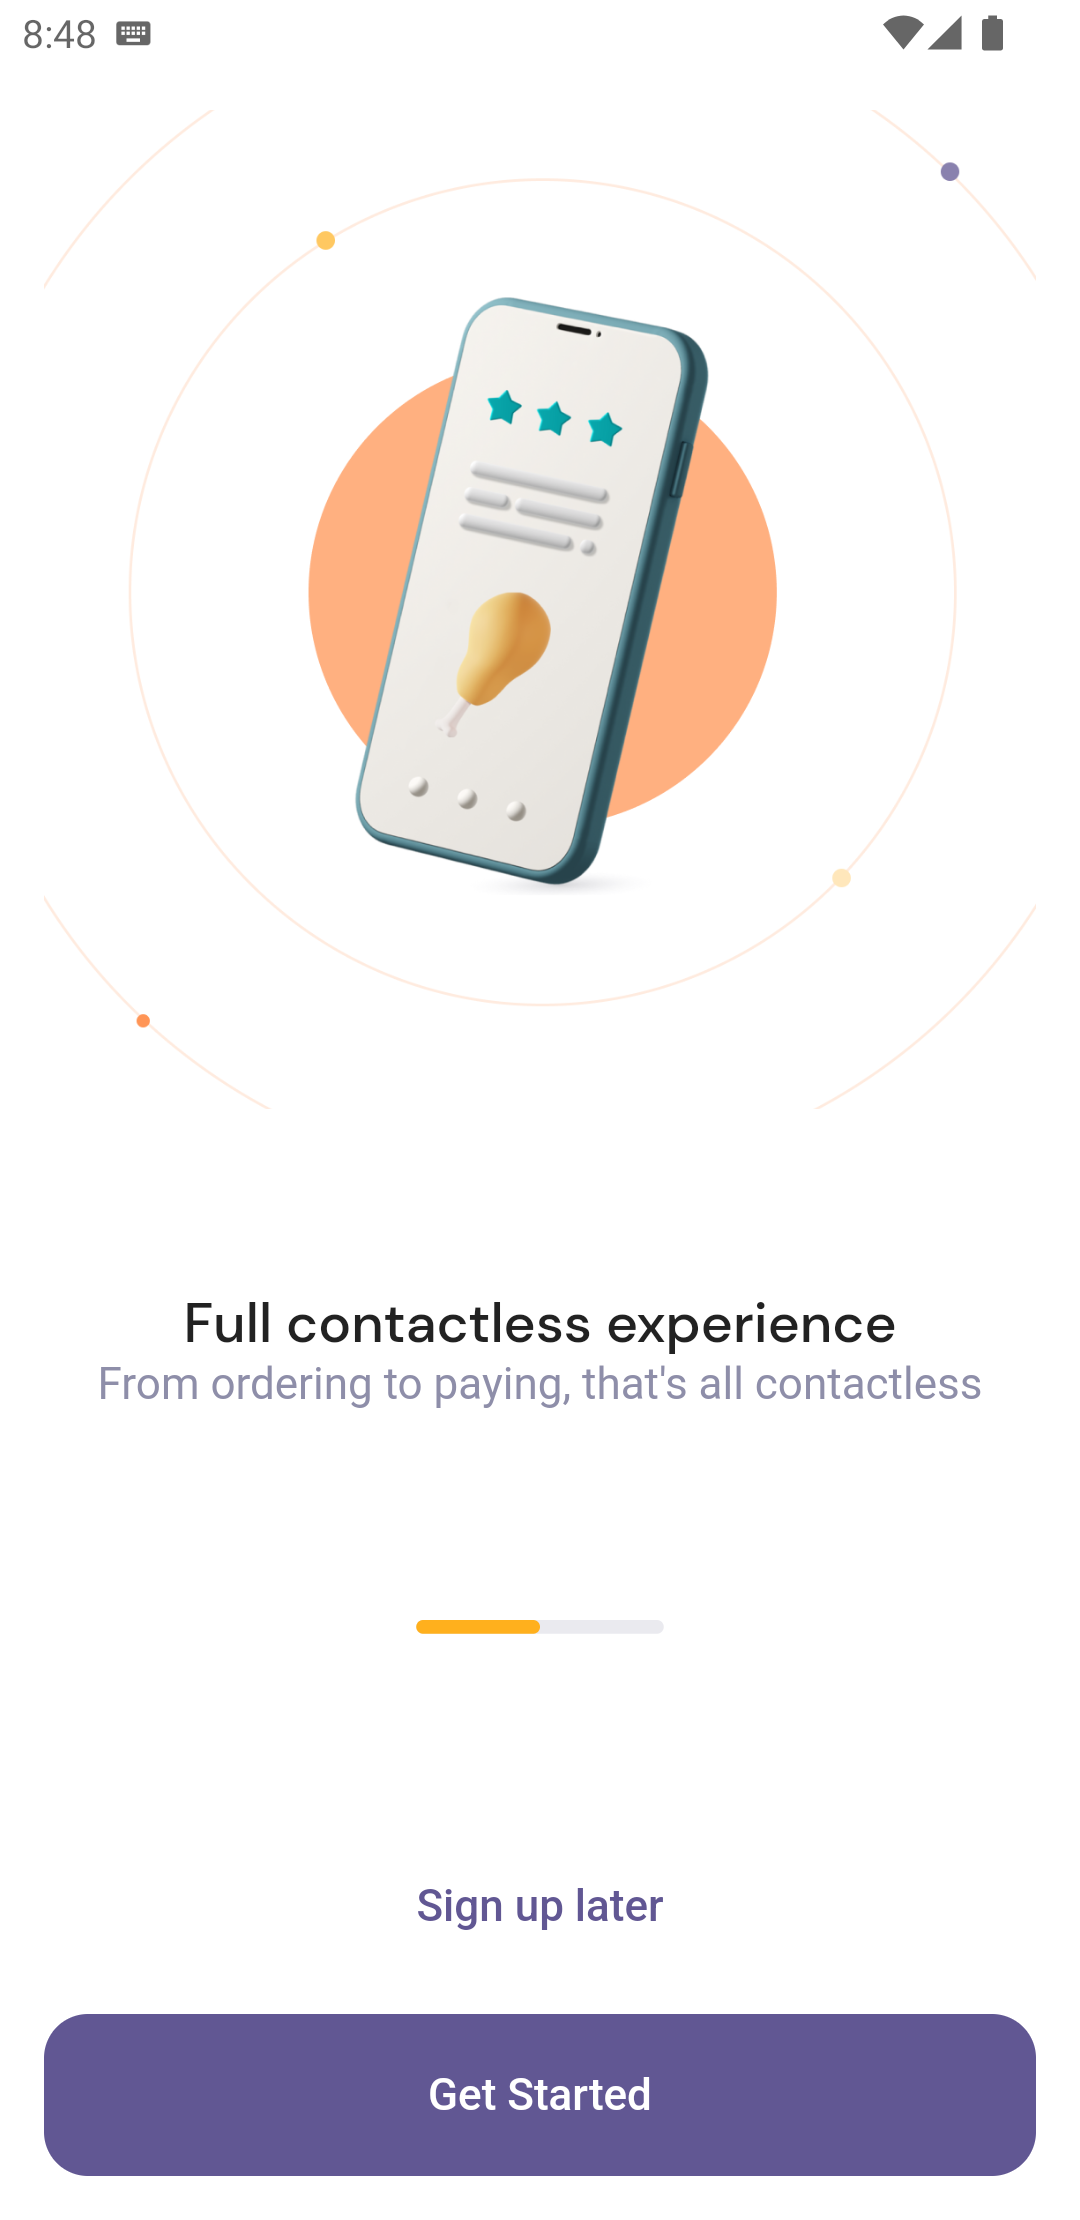 8:48
Full contactless experience
From ordering to paying, that's all contactless
Sign up later
Get Started